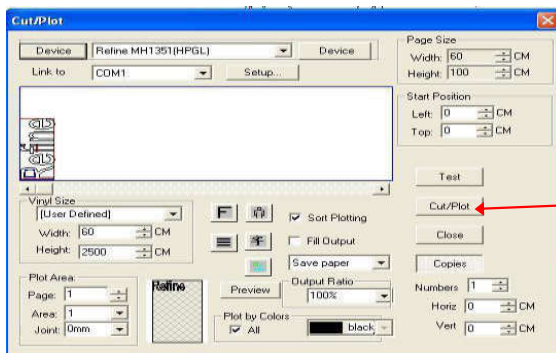 Cut/Plot
Device Refine MH1351(HPGL) Device
Link to COM1 Setup...
Page Size
Width: 60 CM
Height: 100 CM
Start Position
Left: 0 CM
Top: 0 CM
Refine
Test
Cut/Plot
Close
Copies
Numbers 1
Horiz 0 CM
Vert 0 CM
Vinyl Size
(User Defined)
Width: 60 CM
Height: 2500 CM
F
Sort Plotting
Fill Output
Save paper
Plot Area:
Page: 1
Area: 1
Joint: 0mm
Refine
Preview
Output Ratio
100%
Plot by Colors
All black